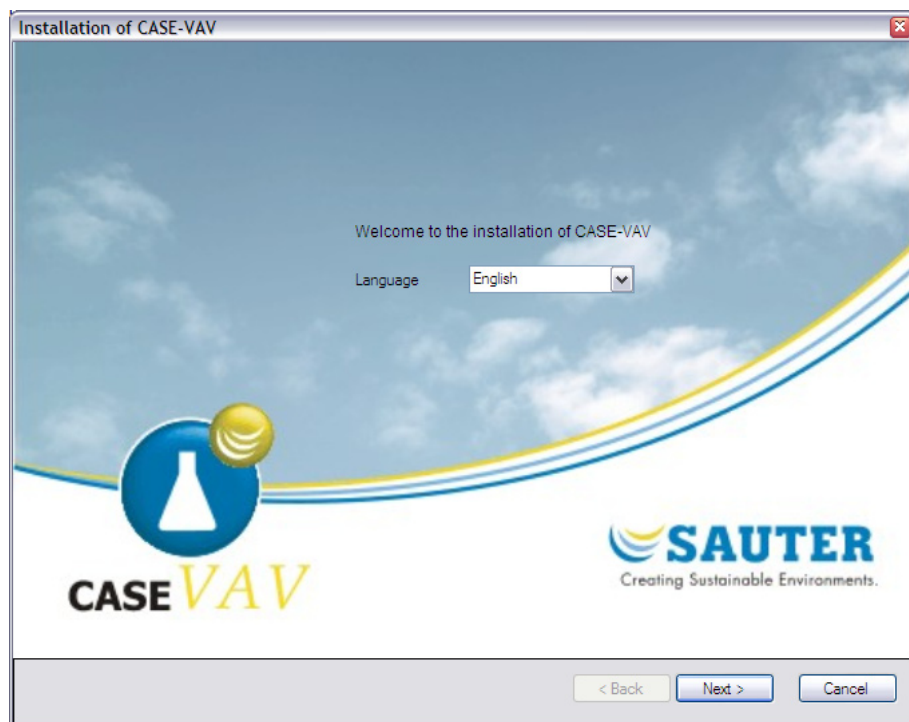 Installation of CASE-VAV
Welcome to the installation of CASE-VAV
Language English
CASE VAV
SAUTER
Creating Sustainable Environments.
< Back Next > Cancel